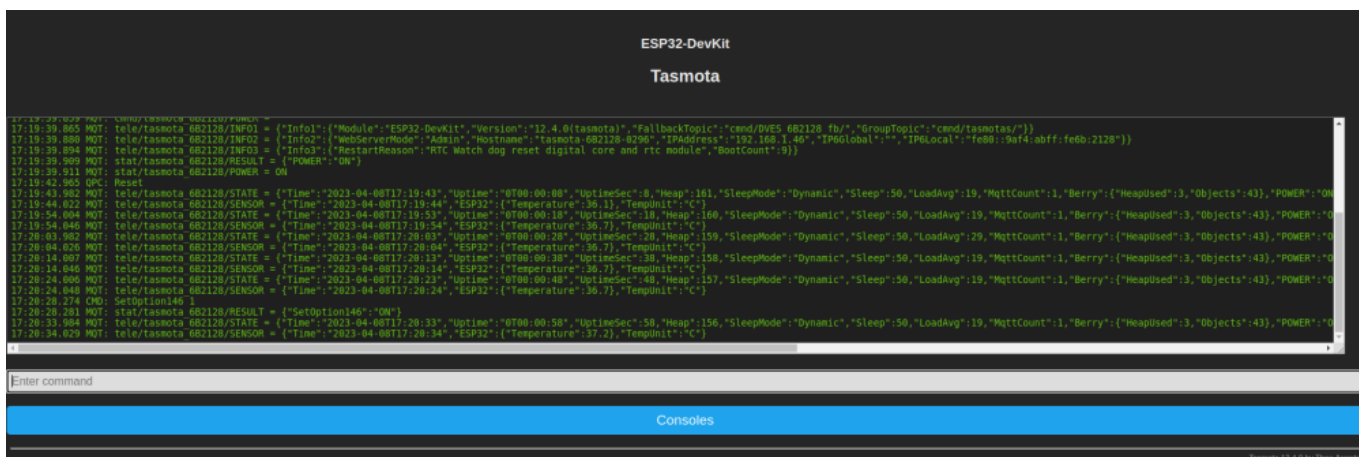 ESP32-DevKit
Tasmota
17:19:39.859 MQT: cmnd/tasmota_6B2128/POWER =
17:19:39.865 MQT: tele/tasmota_6B2128/INFO1 = {"Info1":{"Module":"ESP32-DevKit","Version":"12.4.0(tasmota)","FallbackTopic":"cmnd/DVES_6B2128_fb/","GroupTopic":"cmnd/tasmotas/"}}
17:19:39.880 MQT: tele/tasmota_6B2128/INFO2 = {"Info2":{"WebServerMode":"Admin","Hostname":"tasmota-6B2128-0296","IPAddress":"192.168.1.46","IP6Global":"","IP6Local":"fe80::9af4:abff:fe6b:2128"}}
17:19:39.894 MQT: tele/tasmota_6B2128/INFO3 = {"Info3":{"RestartReason":"RTC Watch dog reset digital core and rtc module","BootCount":9}}
17:19:39.909 MQT: stat/tasmota_6B2128/RESULT = {"POWER":"ON"}
17:19:39.911 MQT: stat/tasmota_6B2128/POWER = ON
17:19:42.965 QPC: Reset
17:19:43.982 MQT: tele/tasmota_6B2128/STATE = {"Time":"2023-04-08T17:19:43","Uptime":"0T00:00:08","UptimeSec":8,"Heap":161,"SleepMode":"Dynamic","Sleep":50,"LoadAvg":19,"MqttCount":1,"Berry":{"HeapUsed":3,"Objects":43},"POWER":"ON
17:19:44.022 MQT: tele/tasmota_6B2128/SENSOR = {"Time":"2023-04-08T17:19:44","ESP32":{"Temperature":36.1},"TempUnit":"C"}
17:19:54.004 MQT: tele/tasmota_6B2128/STATE = {"Time":"2023-04-08T17:19:53","Uptime":"0T00:00:18","UptimeSec":18,"Heap":160,"SleepMode":"Dynamic","Sleep":50,"LoadAvg":19,"MqttCount":1,"Berry":{"HeapUsed":3,"Objects":43},"POWER":"O
17:19:54.046 MQT: tele/tasmota_6B2128/SENSOR = {"Time":"2023-04-08T17:19:54","ESP32":{"Temperature":36.7},"TempUnit":"C"}
17:20:03.982 MQT: tele/tasmota_6B2128/STATE = {"Time":"2023-04-08T17:20:03","Uptime":"0T00:00:28","UptimeSec":28,"Heap":159,"SleepMode":"Dynamic","Sleep":50,"LoadAvg":29,"MqttCount":1,"Berry":{"HeapUsed":3,"Objects":43},"POWER":"O
17:20:04.026 MQT: tele/tasmota_6B2128/SENSOR = {"Time":"2023-04-08T17:20:04","ESP32":{"Temperature":36.7},"TempUnit":"C"}
17:20:14.007 MQT: tele/tasmota_6B2128/STATE = {"Time":"2023-04-08T17:20:13","Uptime":"0T00:00:38","UptimeSec":38,"Heap":158,"SleepMode":"Dynamic","Sleep":50,"LoadAvg":19,"MqttCount":1,"Berry":{"HeapUsed":3,"Objects":43},"POWER":"O
17:20:14.046 MQT: tele/tasmota_6B2128/SENSOR = {"Time":"2023-04-08T17:20:14","ESP32":{"Temperature":36.7},"TempUnit":"C"}
17:20:24.006 MQT: tele/tasmota_6B2128/STATE = {"Time":"2023-04-08T17:20:23","Uptime":"0T00:00:48","UptimeSec":48,"Heap":157,"SleepMode":"Dynamic","Sleep":50,"LoadAvg":19,"MqttCount":1,"Berry":{"HeapUsed":3,"Objects":43},"POWER":"O
17:20:24.048 MQT: tele/tasmota_6B2128/SENSOR = {"Time":"2023-04-08T17:20:24","ESP32":{"Temperature":36.7},"TempUnit":"C"}
17:20:28.274 CMD: SetOption146 1
17:20:28.281 MQT: stat/tasmota_6B2128/RESULT = {"SetOption146":"ON"}
17:20:33.984 MQT: tele/tasmota_6B2128/STATE = {"Time":"2023-04-08T17:20:33","Uptime":"0T00:00:58","UptimeSec":58,"Heap":156,"SleepMode":"Dynamic","Sleep":50,"LoadAvg":19,"MqttCount":1,"Berry":{"HeapUsed":3,"Objects":43},"POWER":"O
17:20:34.029 MQT: tele/tasmota_6B2128/SENSOR = {"Time":"2023-04-08T17:20:34","ESP32":{"Temperature":37.2},"TempUnit":"C"}
Enter command
Consoles